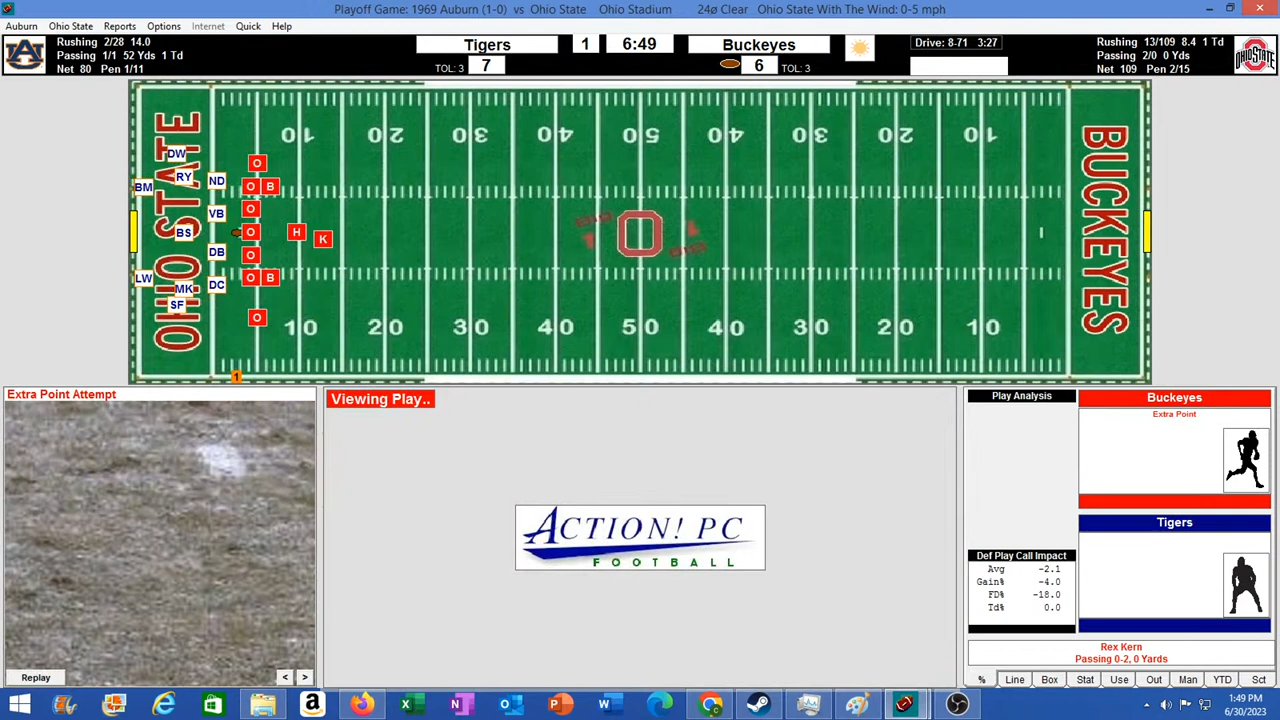 Playoff Game: 1969 Auburn (1-0) vs Ohio State Ohio Stadium 24ø Clear Ohio State With The Wind: 0-5 mph
Auburn Ohio State Reports Options Internet Quick Help
Rushing 2/28 14.0
Passing 1/1 52 Yds 1 Td
Net 80 Pen 1/11
Tigers 1 6:49 Buckeyes
TOL: 3 7 6 TOL: 3
Drive: 8-71 3:27
Rushing 13/109 8.4 1 Td
Passing 2/0 0 Yds
Net 109 Pen 2/15
OHIO STATE
10 20 30 40 50 40 30 20 10
DW
RY
BM
ND
VB
BS
DB
LW
MK
DC
SF
O
O B
O
O H K
O
O B
O
O
10 20 30 40 50 40 30 20 10
1
BUCKEYES
Extra Point Attempt
Replay < >
Viewing Play..
ACTION! PC
FOOTBALL
Play Analysis
Def Play Call Impact
Avg -2.1
Gain% -4.0
FD% -18.0
Td% 0.0
Buckeyes
Extra Point
Tigers
Rex Kern
Passing 0-2, 0 Yards
% Line Box Stat Use Out Man YTD Sct
1:49 PM
6/30/2023